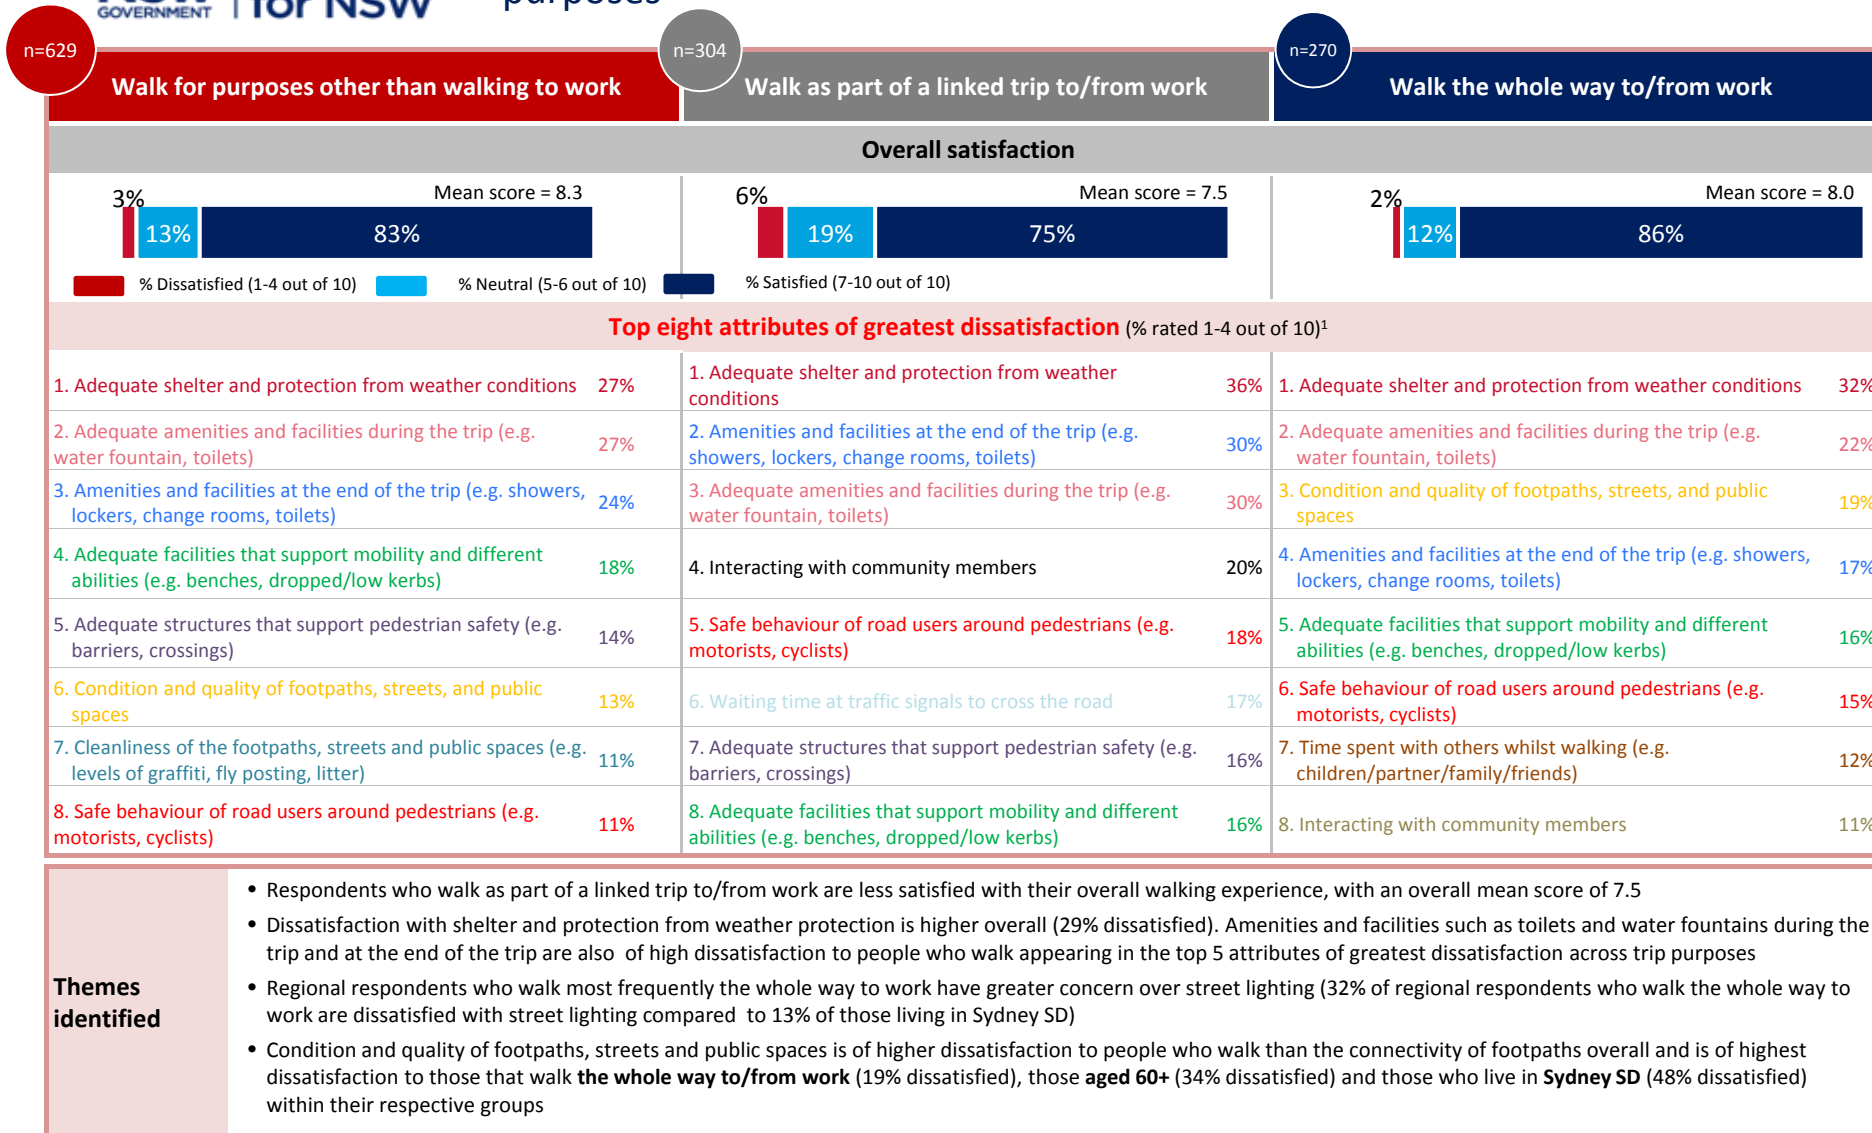 GOVERNMENT
for NSW
purposes
n=629
n=304
n=270
Walk for purposes other than walking to work
Walk as part of a linked trip to/from work
Walk the whole way to/from work
Overall satisfaction
3%
Mean score = 8.3
13%
83%
6%
Mean score = 7.5
19%
75%
2%
Mean score = 8.0
12%
86%
% Dissatisfied (1-4 out of 10)
% Neutral (5-6 out of 10)
% Satisfied (7-10 out of 10)
Top eight attributes of greatest dissatisfaction (% rated 1-4 out of 10)1
1. Adequate shelter and protection from weather conditions 27%
2. Adequate amenities and facilities during the trip (e.g.
water fountain, toilets) 27%
3. Amenities and facilities at the end of the trip (e.g. showers,
lockers, change rooms, toilets) 24%
4. Adequate facilities that support mobility and different
abilities (e.g. benches, dropped/low kerbs) 18%
5. Adequate structures that support pedestrian safety (e.g.
barriers, crossings) 14%
6. Condition and quality of footpaths, streets, and public
spaces 13%
7. Cleanliness of the footpaths, streets and public spaces (e.g.
levels of graffiti, fly posting, litter) 11%
8. Safe behaviour of road users around pedestrians (e.g.
motorists, cyclists) 11%
1. Adequate shelter and protection from weather
conditions 36%
2. Amenities and facilities at the end of the trip (e.g.
showers, lockers, change rooms, toilets) 30%
3. Adequate amenities and facilities during the trip (e.g.
water fountain, toilets) 30%
4. Interacting with community members 20%
5. Safe behaviour of road users around pedestrians (e.g.
motorists, cyclists) 18%
6. Waiting time at traffic signals to cross the road 17%
7. Adequate structures that support pedestrian safety (e.g.
barriers, crossings) 16%
8. Adequate facilities that support mobility and different
abilities (e.g. benches, dropped/low kerbs) 16%
1. Adequate shelter and protection from weather conditions 32%
2. Adequate amenities and facilities during the trip (e.g.
water fountain, toilets) 22%
3. Condition and quality of footpaths, streets, and public
spaces 19%
4. Amenities and facilities at the end of the trip (e.g. showers,
lockers, change rooms, toilets) 17%
5. Adequate facilities that support mobility and different
abilities (e.g. benches, dropped/low kerbs) 16%
6. Safe behaviour of road users around pedestrians (e.g.
motorists, cyclists) 15%
7. Time spent with others whilst walking (e.g.
children/partner/family/friends) 12%
8. Interacting with community members 11%
Themes
identified
• Respondents who walk as part of a linked trip to/from work are less satisfied with their overall walking experience, with an overall mean score of 7.5
• Dissatisfaction with shelter and protection from weather protection is higher overall (29% dissatisfied). Amenities and facilities such as toilets and water fountains during the
trip and at the end of the trip are also of high dissatisfaction to people who walk appearing in the top 5 attributes of greatest dissatisfaction across trip purposes
• Regional respondents who walk most frequently the whole way to work have greater concern over street lighting (32% of regional respondents who walk the whole way to
work are dissatisfied with street lighting compared to 13% of those living in Sydney SD)
• Condition and quality of footpaths, streets and public spaces is of higher dissatisfaction to people who walk than the connectivity of footpaths overall and is of highest
dissatisfaction to those that walk the whole way to/from work (19% dissatisfied), those aged 60+ (34% dissatisfied) and those who live in Sydney SD (48% dissatisfied)
within their respective groups